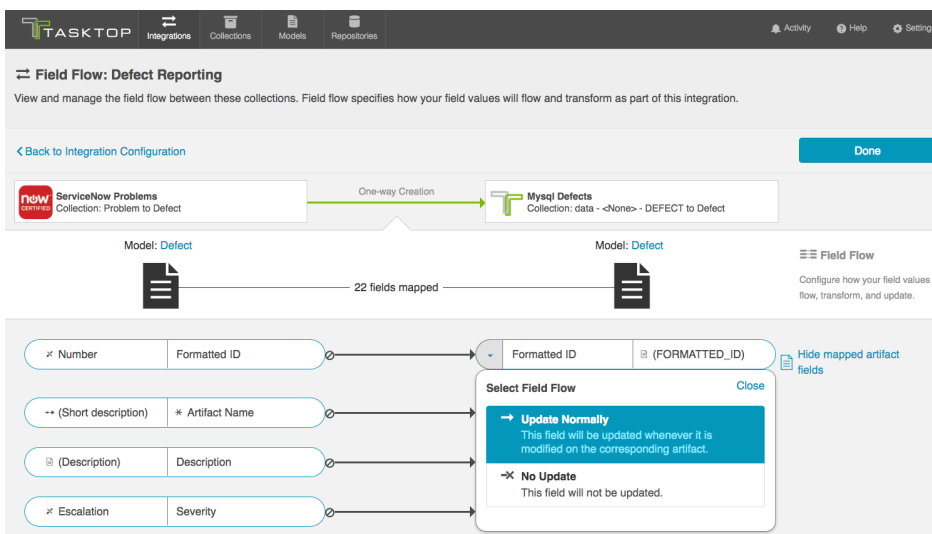 TASKTOP
Integrations
Collections
Models
Repositories
Activity
Help
Setting
Field Flow: Defect Reporting
View and manage the field flow between these collections. Field flow specifies how your field values will flow and transform as part of this integration.
Back to Integration Configuration
Done
now
CERTIFIED
ServiceNow Problems
Collection: Problem to Defect
One-way Creation
Mysql Defects
Collection: data - <None> - DEFECT to Defect
Model: Defect
Model: Defect
22 fields mapped
Field Flow
Configure how your field values
flow, transform, and update.
Number
Formatted ID
Formatted ID
(FORMATTED_ID)
Hide mapped artifact
fields
Select Field Flow
Close
(Short description)
* Artifact Name
Update Normally
This field will be updated whenever it is
modified on the corresponding artifact.
(Description)
Description
No Update
This field will not be updated.
Escalation
Severity